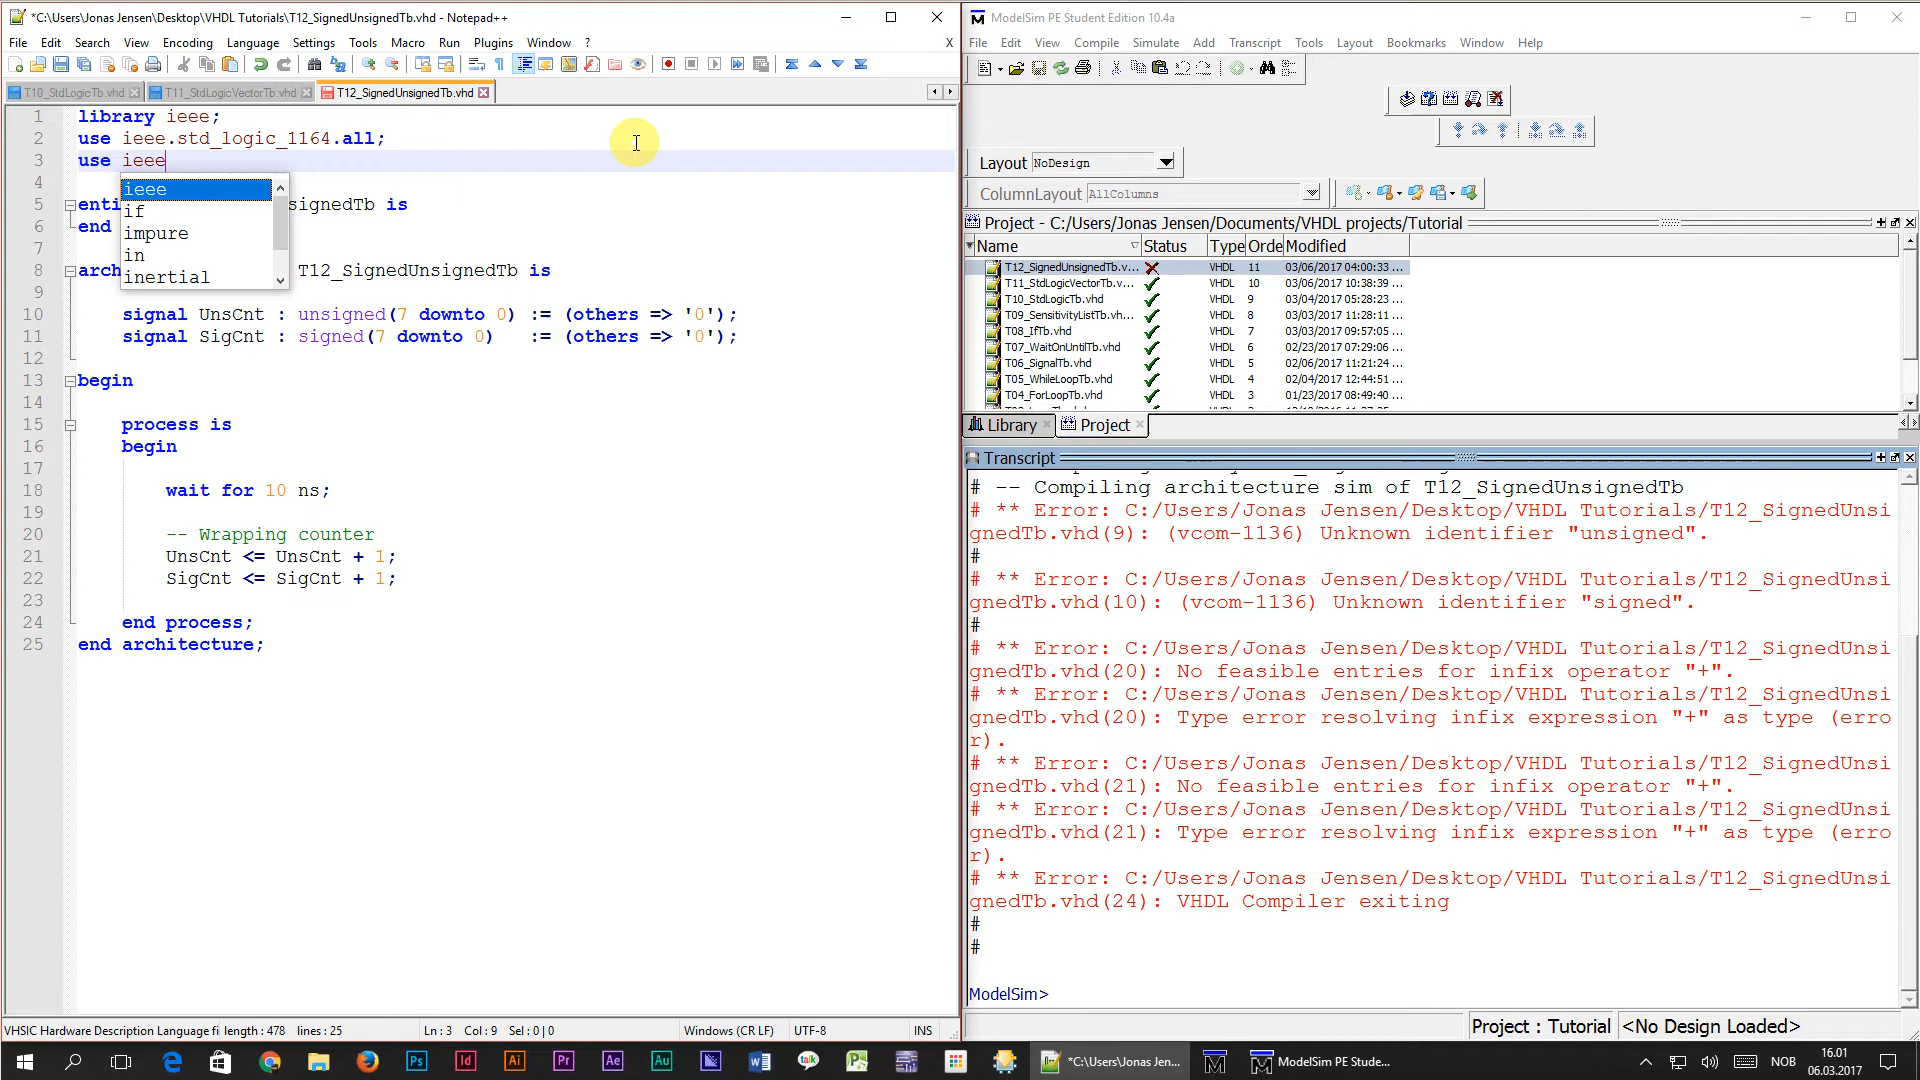 *C:\Users\Jonas Jensen\Desktop\VHDL Tutorials\T12_SignedUnsignedTb.vhd - Notepad++
File Edit Search View Encoding Language Settings Tools Macro Run Plugins Window ? X
T10_StdLogicTb.vhd T11_StdLogicVectorTb.vhd T12_SignedUnsignedTb.vhd
1 library ieee;
2 use ieee.std_logic_1164.all;
3 use ieee
4
ieee
if
impure
in
inertial
5 enti signedTb is
6 end
7
8 arc T12_SignedUnsignedTb is
9
10 signal UnsCnt : unsigned(7 downto 0) := (others => '0');
11 signal SigCnt : signed(7 downto 0) := (others => '0');
12
13 begin
14
15 process is
16 begin
17
18 wait for 10 ns;
19
20 -- Wrapping counter
21 UnsCnt <= UnsCnt + 1;
22 SigCnt <= SigCnt + 1;
23
24 end process;
25 end architecture;
VHSIC Hardware Description Language fi length : 478 lines : 25 Ln : 3 Col : 9 Sel : 0 | 0 Windows (CR LF) UTF-8 INS
ModelSim PE Student Edition 10.4a
File Edit View Compile Simulate Add Transcript Tools Layout Bookmarks Window Help
Layout NoDesign
ColumnLayout AllColumns
Project - C:/Users/Jonas Jensen/Documents/VHDL projects/Tutorial
Name Status Type Orde Modified
T12_SignedUnsignedTb.v... VHDL 11 03/06/2017 04:00:33 ...
T11_StdLogicVectorTb.v... VHDL 10 03/06/2017 10:38:39 ...
T10_StdLogicTb.vhd VHDL 9 03/04/2017 05:28:23 ...
T09_SensitivityListTb.vh... VHDL 8 03/03/2017 11:28:11 ...
T08_IfTb.vhd VHDL 7 03/03/2017 09:57:05 ...
T07_WaitOnUntilTb.vhd VHDL 6 02/23/2017 07:29:06 ...
T06_SignalTb.vhd VHDL 5 02/06/2017 11:21:24 ...
T05_WhileLoopTb.vhd VHDL 4 02/04/2017 12:44:51 ...
T04_ForLoopTb.vhd VHDL 3 01/23/2017 08:49:40 ...
Library Project
Transcript
# -- Compiling architecture sim of T12_SignedUnsignedTb
# ** Error: C:/Users/Jonas Jensen/Desktop/VHDL Tutorials/T12_SignedUnsi
gnedTb.vhd(9): (vcom-1136) Unknown identifier "unsigned".
#
# ** Error: C:/Users/Jonas Jensen/Desktop/VHDL Tutorials/T12_SignedUnsi
gnedTb.vhd(10): (vcom-1136) Unknown identifier "signed".
#
# ** Error: C:/Users/Jonas Jensen/Desktop/VHDL Tutorials/T12_SignedUnsi
gnedTb.vhd(20): No feasible entries for infix operator "+".
# ** Error: C:/Users/Jonas Jensen/Desktop/VHDL Tutorials/T12_SignedUnsi
gnedTb.vhd(20): Type error resolving infix expression "+" as type (erro
r).
# ** Error: C:/Users/Jonas Jensen/Desktop/VHDL Tutorials/T12_SignedUnsi
gnedTb.vhd(21): No feasible entries for infix operator "+".
# ** Error: C:/Users/Jonas Jensen/Desktop/VHDL Tutorials/T12_SignedUnsi
gnedTb.vhd(21): Type error resolving infix expression "+" as type (erro
r).
# ** Error: C:/Users/Jonas Jensen/Desktop/VHDL Tutorials/T12_SignedUnsi
gnedTb.vhd(24): VHDL Compiler exiting
#
#
ModelSim>
Project : Tutorial <No Design Loaded>
Ps Id Ai Pr Ae Au talk *C:\Users\Jonas Jen... ModelSim PE Stude... NOB 16.01
06.03.2017